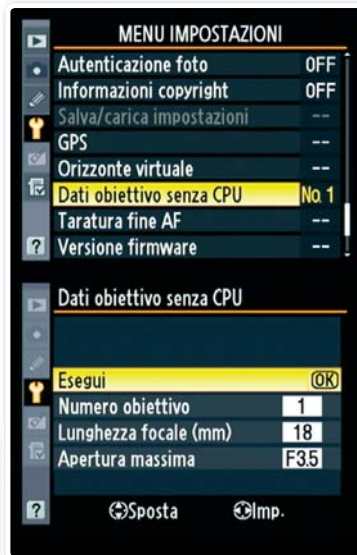 MENU IMPOSTAZIONI
Autenticazione foto OFF
Informazioni copyright OFF
Salva/carica impostazioni --
GPS --
Orizzonte virtuale --
Dati obiettivo senza CPU No. 1
Taratura fine AF --
? Versione firmware --
Dati obiettivo senza CPU
Esegui OK
Numero obiettivo 1
Lunghezza focale (mm) 18
Apertura massima F3.5
? Sposta Imp.